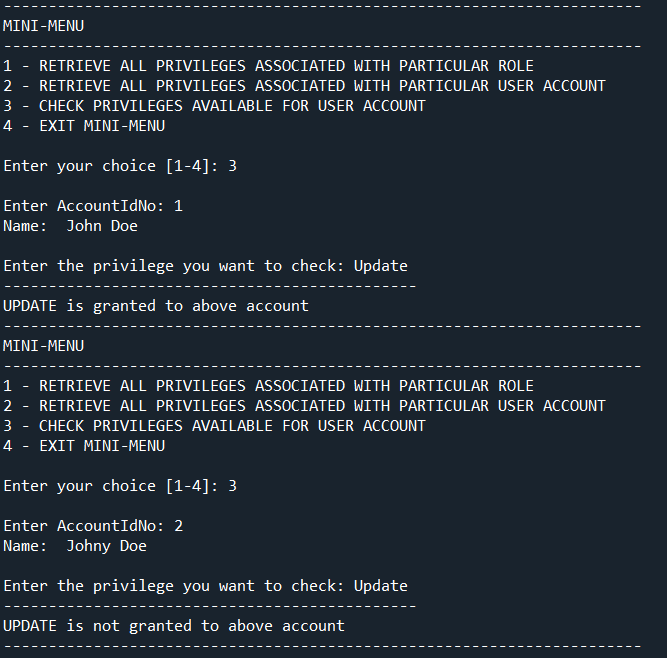 -----------------------------------------------------------------------
MINI-MENU
-----------------------------------------------------------------------
1 - RETRIEVE ALL PRIVILEGES ASSOCIATED WITH PARTICULAR ROLE
2 - RETRIEVE ALL PRIVILEGES ASSOCIATED WITH PARTICULAR USER ACCOUNT
3 - CHECK PRIVILEGES AVAILABLE FOR USER ACCOUNT
4 - EXIT MINI-MENU
Enter your choice [1-4]: 3
Enter AccountIdNo: 1
Name:  John Doe
Enter the privilege you want to check: Update
----------------------------------------------
UPDATE is granted to above account
-----------------------------------------------------------------------
MINI-MENU
-----------------------------------------------------------------------
1 - RETRIEVE ALL PRIVILEGES ASSOCIATED WITH PARTICULAR ROLE
2 - RETRIEVE ALL PRIVILEGES ASSOCIATED WITH PARTICULAR USER ACCOUNT
3 - CHECK PRIVILEGES AVAILABLE FOR USER ACCOUNT
4 - EXIT MINI-MENU
Enter your choice [1-4]: 3
Enter AccountIdNo: 2
Name:  Johny Doe
Enter the privilege you want to check: Update
----------------------------------------------
UPDATE is not granted to above account
-----------------------------------------------------------------------